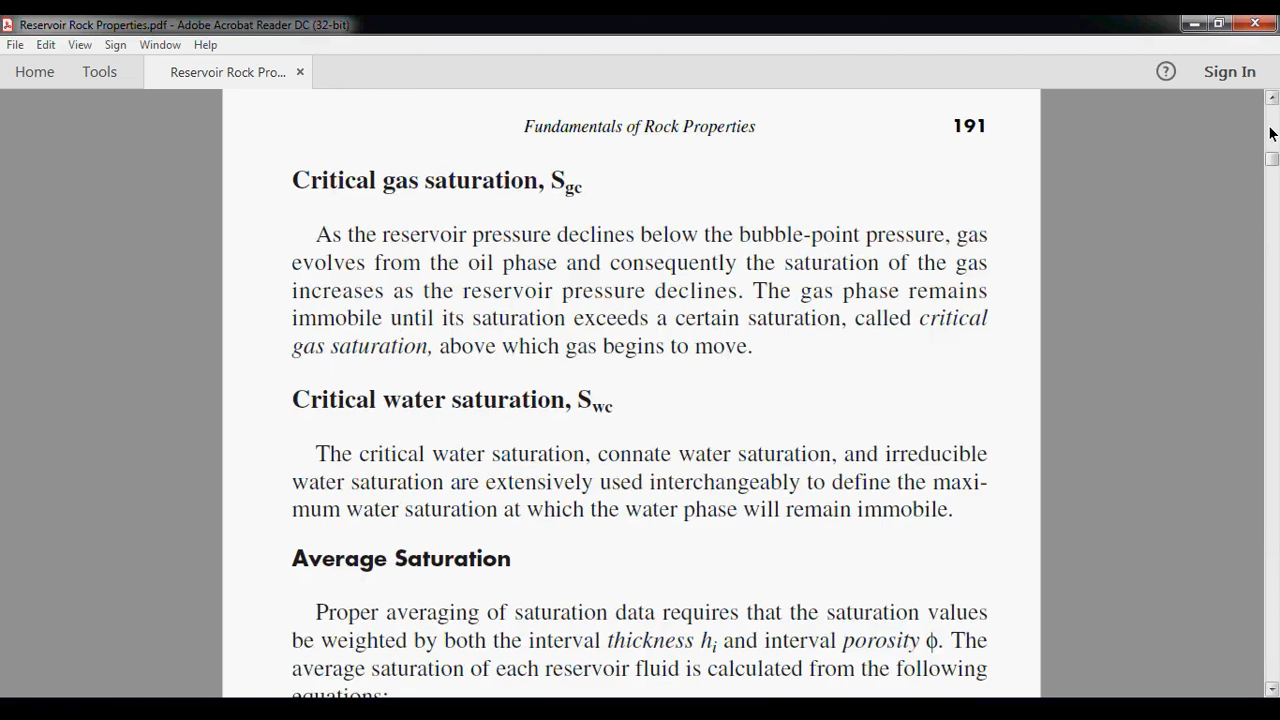 Reservoir Rock Properties.pdf - Adobe Acrobat Reader DC (32-bit)
File Edit View Sign Window Help
Home Tools Reservoir Rock Pro... × ? Sign In
Fundamentals of Rock Properties 191
Critical gas saturation, Sgc
As the reservoir pressure declines below the bubble-point pressure, gas
evolves from the oil phase and consequently the saturation of the gas
increases as the reservoir pressure declines. The gas phase remains
immobile until its saturation exceeds a certain saturation, called critical
gas saturation, above which gas begins to move.
Critical water saturation, Swc
The critical water saturation, connate water saturation, and irreducible
water saturation are extensively used interchangeably to define the maxi-
mum water saturation at which the water phase will remain immobile.
Average Saturation
Proper averaging of saturation data requires that the saturation values
be weighted by both the interval thickness hi and interval porosity ϕ. The
average saturation of each reservoir fluid is calculated from the following
equations: